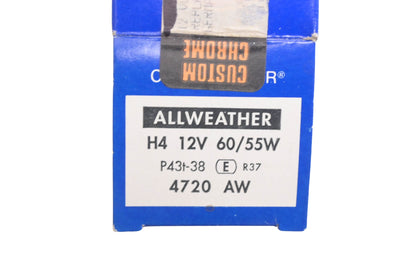 CUSTOM
CHROME
R®
ALLWEATHER
H4 12V 60/55W
P43t-38 E R37
4720 AW